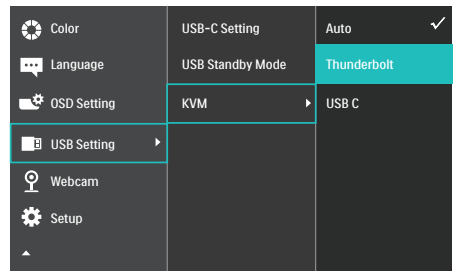 Color
Language
OSD Setting
USB Setting
Webcam
Setup
USB-C Setting
USB Standby Mode
KVM
Auto
Thunderbolt
USB C